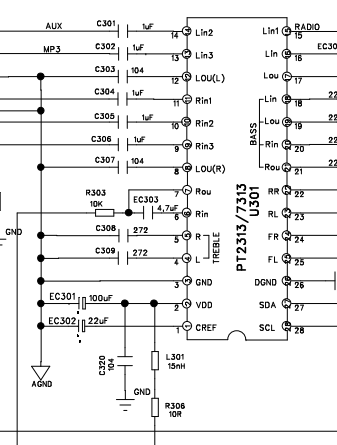 AUX
C301 1uF
14 Lin2
Lin1 15 RADIO
MP3
C302 1uF
13 Lin3
Lin 16 EC30
C303 104
12 LOU(L)
Lou 17
C304 1uF
11 Rin1
Lin 18 22
C305 1uF
10 Rin2
Lou 19 22
C306 1uF
9 Rin3
Rin 20 22
C307 104
8 LOU(R)
Rou 21 22
BASS
R303
10K
EC303
4,7uF
7 Rou
RR 22
6 Rin
RL 23
GND
C308 272
5 R
FR 24
C309 272
4 L
FL 25
TREBLE
PT2313/7313
U301
3 GND
DGND 26
EC301 100uF
2 VDD
SDA 27
EC302 22uF
1 CREF
SCL 28
C320
104
L301
15nH
AGND
GND
R306
10R